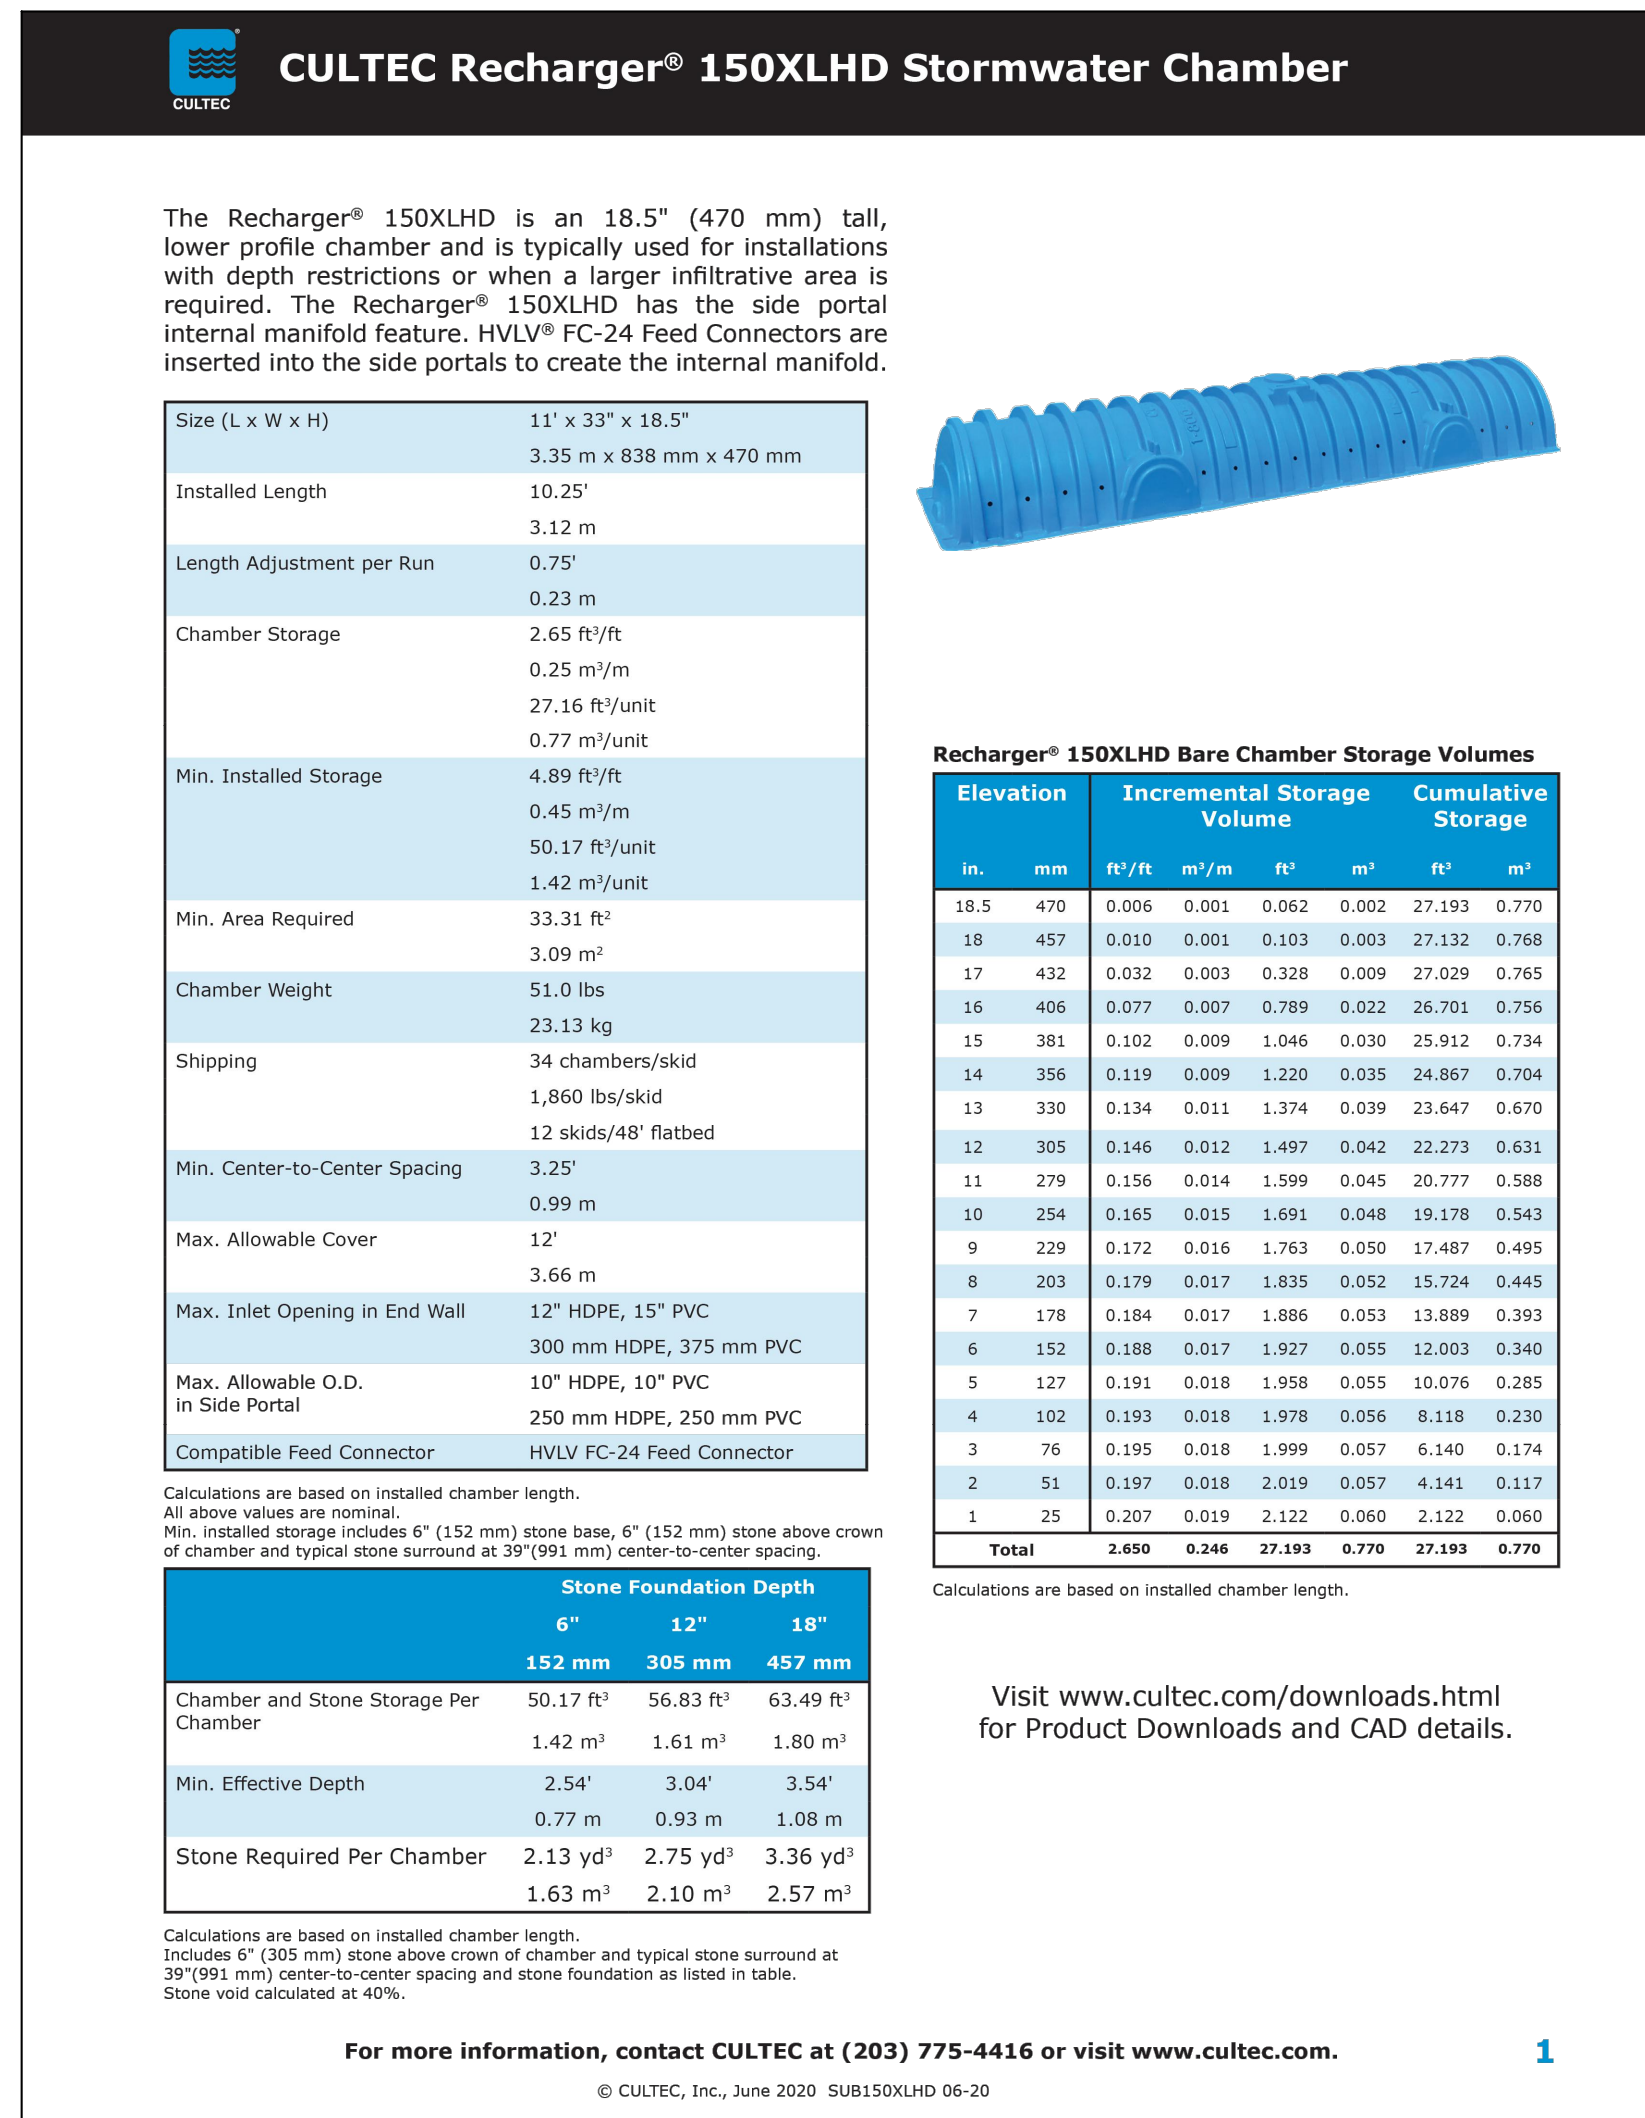 CULTEC
CULTEC Recharger® 150XLHD Stormwater Chamber
The Recharger® 150XLHD is an 18.5" (470 mm) tall,
lower profile chamber and is typically used for installations
with depth restrictions or when a larger infiltrative area is
required. The Recharger® 150XLHD has the side portal
internal manifold feature. HVLV® FC-24 Feed Connectors are
inserted into the side portals to create the internal manifold.
Size (L x W x H) 11' x 33" x 18.5"
3.35 m x 838 mm x 470 mm
Installed Length 10.25'
3.12 m
Length Adjustment per Run 0.75'
0.23 m
Chamber Storage 2.65 ft³/ft
0.25 m³/m
27.16 ft³/unit
0.77 m³/unit
Min. Installed Storage 4.89 ft³/ft
0.45 m³/m
50.17 ft³/unit
1.42 m³/unit
Min. Area Required 33.31 ft²
3.09 m²
Chamber Weight 51.0 lbs
23.13 kg
Shipping 34 chambers/skid
1,860 lbs/skid
12 skids/48' flatbed
Min. Center-to-Center Spacing 3.25'
0.99 m
Max. Allowable Cover 12'
3.66 m
Max. Inlet Opening in End Wall 12" HDPE, 15" PVC
300 mm HDPE, 375 mm PVC
Max. Allowable O.D.
in Side Portal
10" HDPE, 10" PVC
250 mm HDPE, 250 mm PVC
Compatible Feed Connector HVLV FC-24 Feed Connector
Calculations are based on installed chamber length.
All above values are nominal.
Min. installed storage includes 6" (152 mm) stone base, 6" (152 mm) stone above crown
of chamber and typical stone surround at 39"(991 mm) center-to-center spacing.
Stone Foundation Depth
6" 12" 18"
152 mm 305 mm 457 mm
Chamber and Stone Storage Per
Chamber
50.17 ft³ 56.83 ft³ 63.49 ft³
1.42 m³ 1.61 m³ 1.80 m³
Min. Effective Depth 2.54' 3.04' 3.54'
0.77 m 0.93 m 1.08 m
Stone Required Per Chamber 2.13 yd³ 2.75 yd³ 3.36 yd³
1.63 m³ 2.10 m³ 2.57 m³
Calculations are based on installed chamber length.
Includes 6" (305 mm) stone above crown of chamber and typical stone surround at
39"(991 mm) center-to-center spacing and stone foundation as listed in table.
Stone void calculated at 40%.
Recharger® 150XLHD Bare Chamber Storage Volumes
Elevation Incremental Storage Volume Cumulative Storage
in. mm ft³/ft m³/m ft³ m³ ft³ m³
18.5 470 0.006 0.001 0.062 0.002 27.193 0.770
18 457 0.010 0.001 0.103 0.003 27.132 0.768
17 432 0.032 0.003 0.328 0.009 27.029 0.765
16 406 0.077 0.007 0.789 0.022 26.701 0.756
15 381 0.102 0.009 1.046 0.030 25.912 0.734
14 356 0.119 0.009 1.220 0.035 24.867 0.704
13 330 0.134 0.011 1.374 0.039 23.647 0.670
12 305 0.146 0.012 1.497 0.042 22.273 0.631
11 279 0.156 0.014 1.599 0.045 20.777 0.588
10 254 0.165 0.015 1.691 0.048 19.178 0.543
9 229 0.172 0.016 1.763 0.050 17.487 0.495
8 203 0.179 0.017 1.835 0.052 15.724 0.445
7 178 0.184 0.017 1.886 0.053 13.889 0.393
6 152 0.188 0.017 1.927 0.055 12.003 0.340
5 127 0.191 0.018 1.958 0.055 10.076 0.285
4 102 0.193 0.018 1.978 0.056 8.118 0.230
3 76 0.195 0.018 1.999 0.057 6.140 0.174
2 51 0.197 0.018 2.019 0.057 4.141 0.117
1 25 0.207 0.019 2.122 0.060 2.122 0.060
Total 2.650 0.246 27.193 0.770 27.193 0.770
Calculations are based on installed chamber length.
Visit www.cultec.com/downloads.html
for Product Downloads and CAD details.
For more information, contact CULTEC at (203) 775-4416 or visit www.cultec.com.
1
© CULTEC, Inc., June 2020 SUB150XLHD 06-20